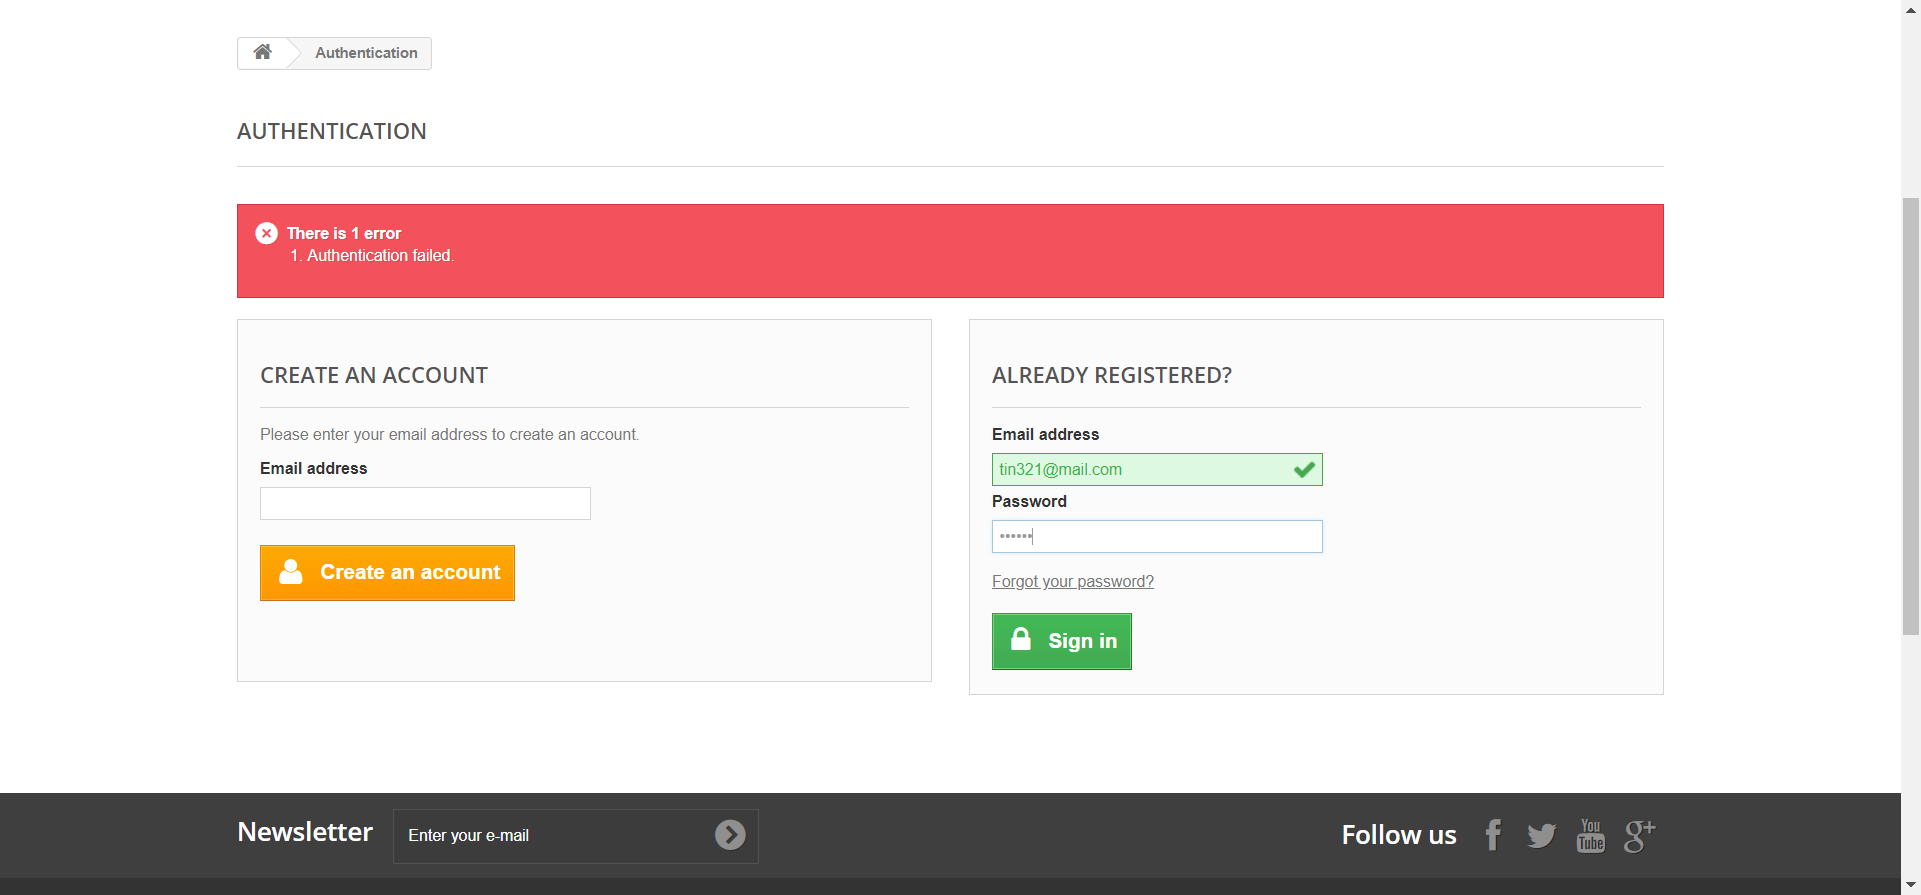 Authentication
AUTHENTICATION
There is 1 error
1. Authentication failed.
CREATE AN ACCOUNT
Please enter your email address to create an account.
Email address
Create an account
ALREADY REGISTERED?
Email address
tin321@mail.com
Password
••••••
Forgot your password?
Sign in
Newsletter
Enter your e-mail
Follow us
f
You
Tube
g+